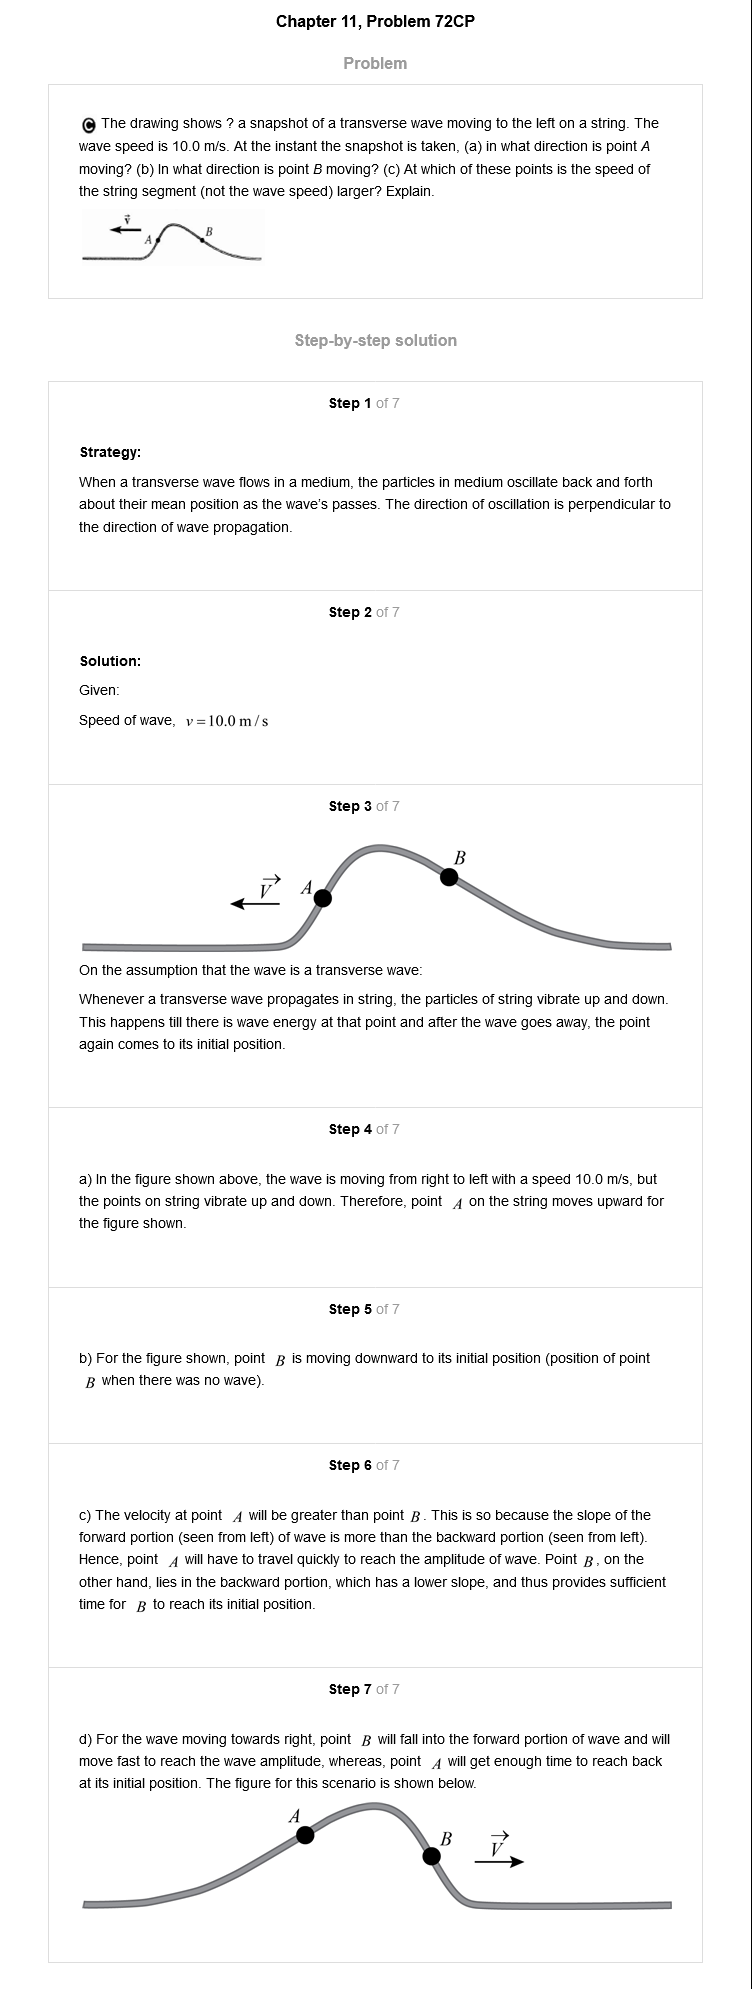 Chapter 11, Problem 72CP
Problem
The drawing shows ? a snapshot of a transverse wave moving to the left on a string. The
wave speed is 10.0 m/s. At the instant the snapshot is taken, (a) in what direction is point A
moving? (b) In what direction is point B moving? (c) At which of these points is the speed of
the string segment (not the wave speed) larger? Explain.
v
A
B
Step-by-step solution
Step 1 of 7
Strategy:
When a transverse wave flows in a medium, the particles in medium oscillate back and forth
about their mean position as the wave's passes. The direction of oscillation is perpendicular to
the direction of wave propagation.
Step 2 of 7
Solution:
Given:
Speed of wave, v = 10.0 m / s
Step 3 of 7
V
A
B
On the assumption that the wave is a transverse wave:
Whenever a transverse wave propagates in string, the particles of string vibrate up and down.
This happens till there is wave energy at that point and after the wave goes away, the point
again comes to its initial position.
Step 4 of 7
a) In the figure shown above, the wave is moving from right to left with a speed 10.0 m/s, but
the points on string vibrate up and down. Therefore, point A on the string moves upward for
the figure shown.
Step 5 of 7
b) For the figure shown, point B is moving downward to its initial position (position of point
B when there was no wave).
Step 6 of 7
c) The velocity at point A will be greater than point B. This is so because the slope of the
forward portion (seen from left) of wave is more than the backward portion (seen from left).
Hence, point A will have to travel quickly to reach the amplitude of wave. Point B, on the
other hand, lies in the backward portion, which has a lower slope, and thus provides sufficient
time for B to reach its initial position.
Step 7 of 7
d) For the wave moving towards right, point B will fall into the forward portion of wave and will
move fast to reach the wave amplitude, whereas, point A will get enough time to reach back
at its initial position. The figure for this scenario is shown below.
A
B
V